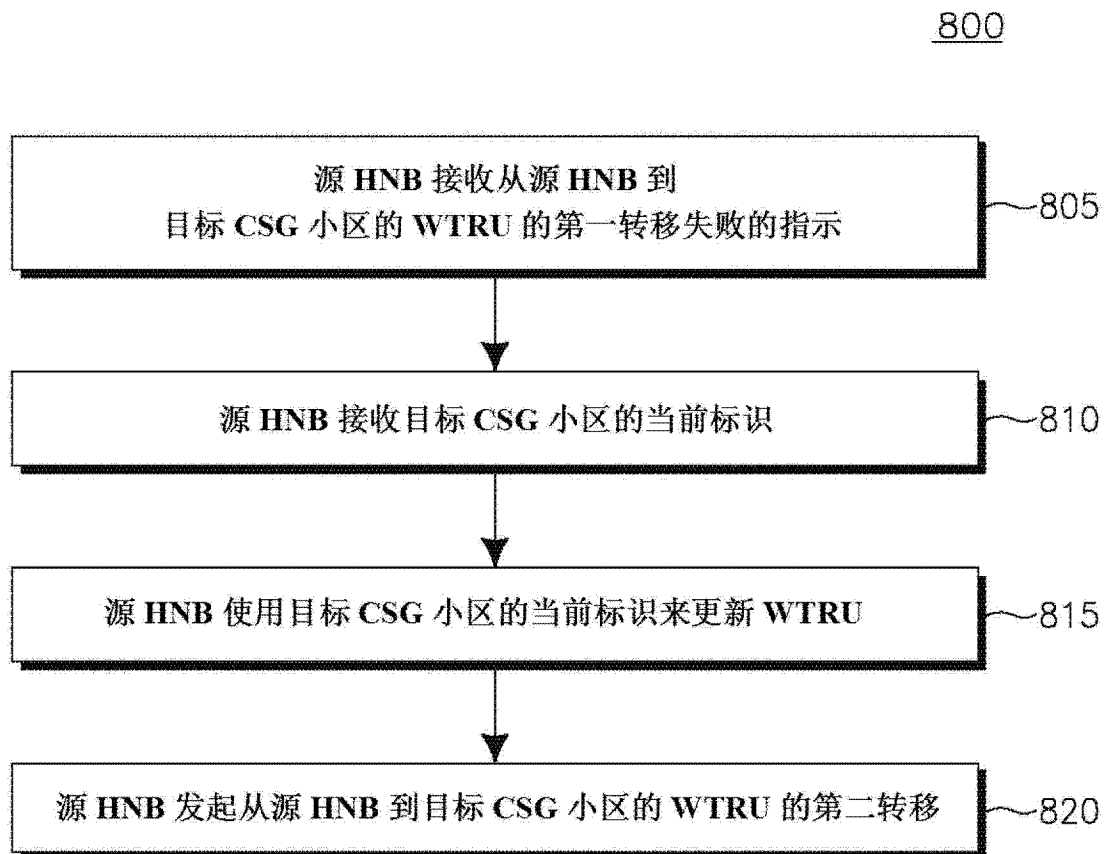 800
源 HNB 接收从源 HNB 到
目标 CSG 小区的 WTRU 的第一转移失败的指示
805
源 HNB 接收目标 CSG 小区的当前标识
810
源 HNB 使用目标 CSG 小区的当前标识来更新 WTRU
815
源 HNB 发起从源 HNB 到目标 CSG 小区的 WTRU 的第二转移
820